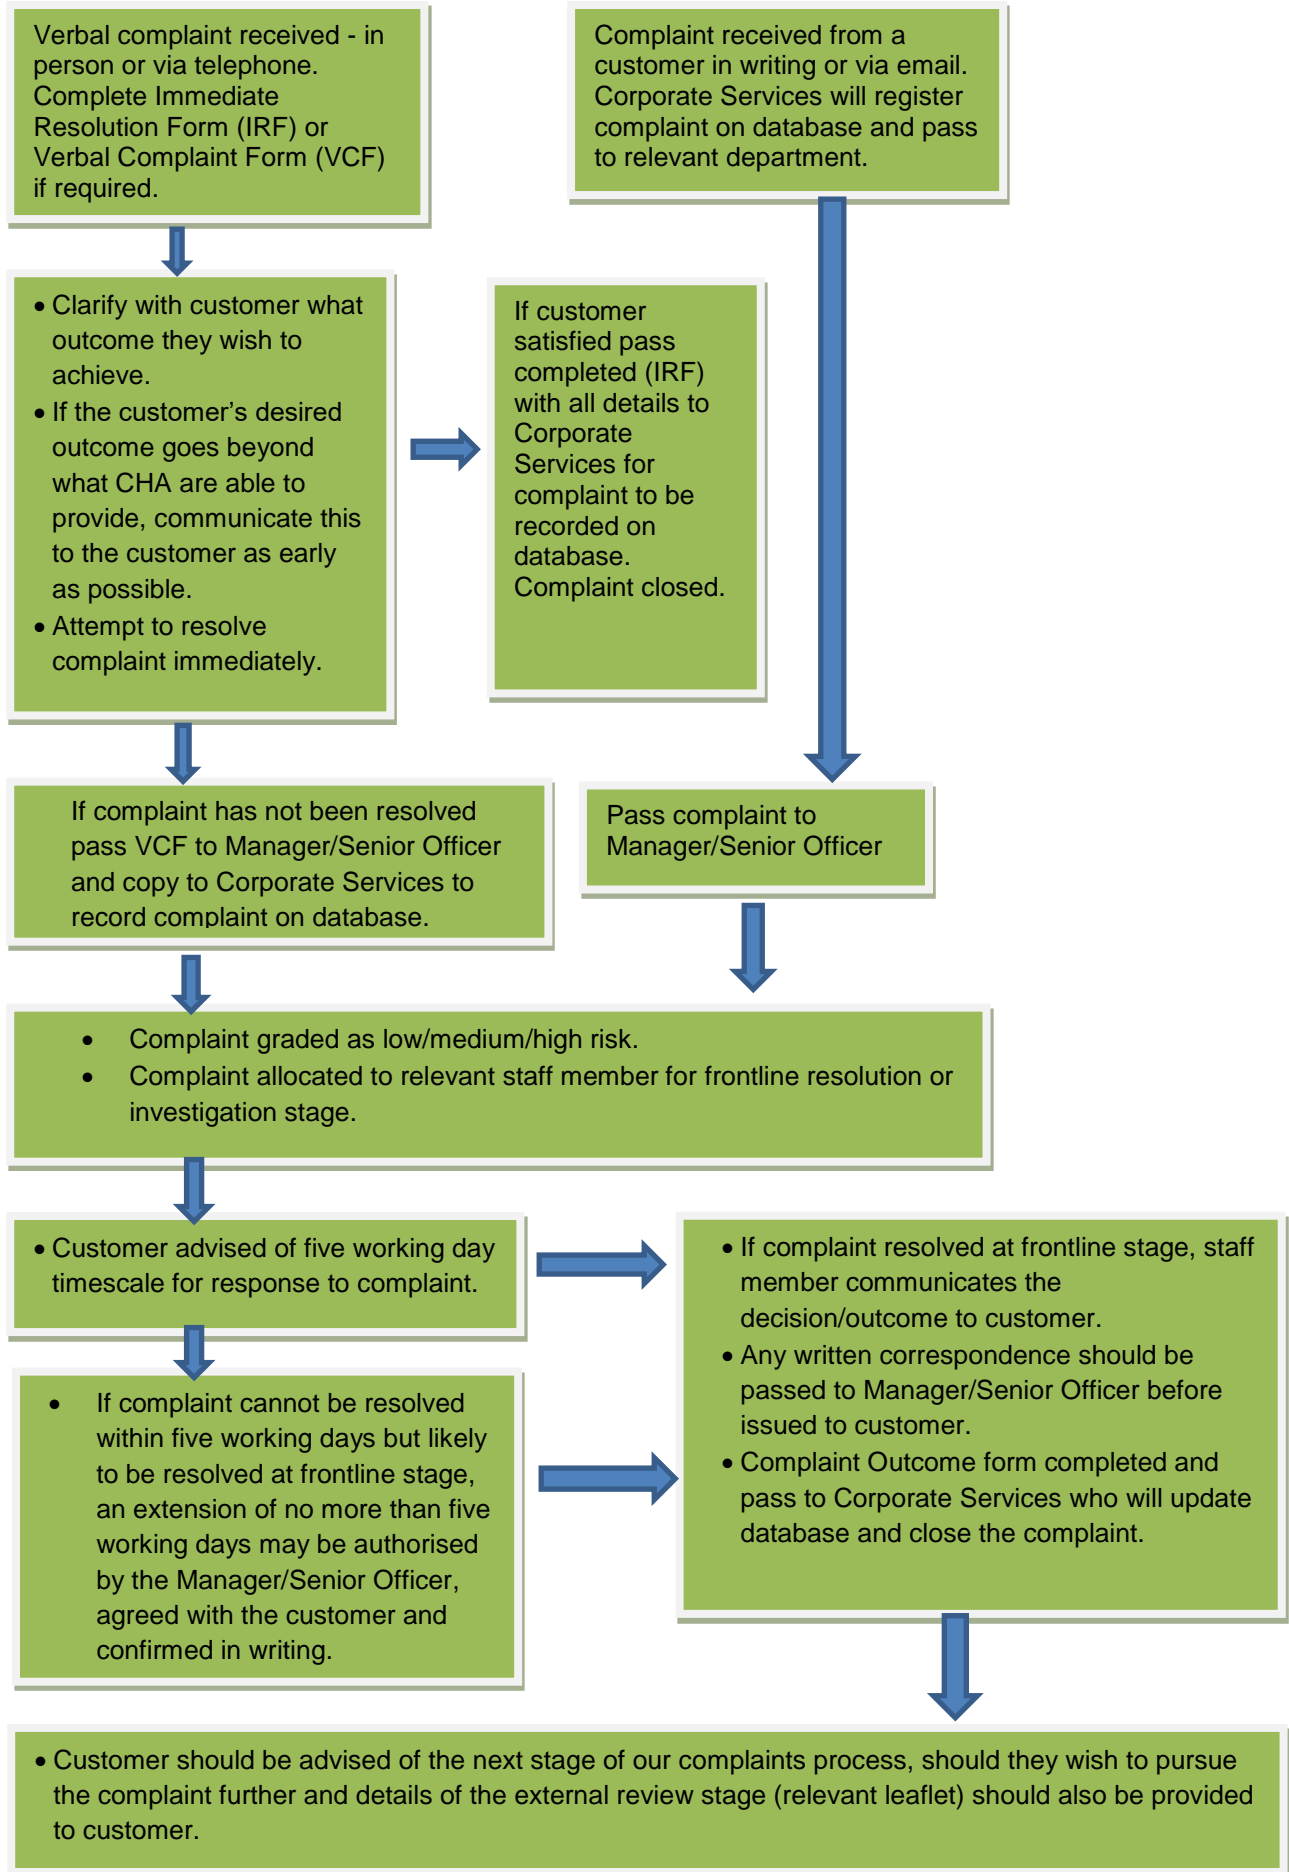 Verbal complaint received - in
person or via telephone.
Complete Immediate
Resolution Form (IRF) or
Verbal Complaint Form (VCF)
if required.
Complaint received from a
customer in writing or via email.
Corporate Services will register
complaint on database and pass
to relevant department.
• Clarify with customer what
outcome they wish to
achieve.
• If the customer’s desired
outcome goes beyond
what CHA are able to
provide, communicate this
to the customer as early
as possible.
• Attempt to resolve
complaint immediately.
If customer
satisfied pass
completed (IRF)
with all details to
Corporate
Services for
complaint to be
recorded on
database.
Complaint closed.
If complaint has not been resolved
pass VCF to Manager/Senior Officer
and copy to Corporate Services to
record complaint on database.
Pass complaint to
Manager/Senior Officer
• Complaint graded as low/medium/high risk.
• Complaint allocated to relevant staff member for frontline resolution or
investigation stage.
• Customer advised of five working day
timescale for response to complaint.
• If complaint resolved at frontline stage, staff
member communicates the
decision/outcome to customer.
• Any written correspondence should be
passed to Manager/Senior Officer before
issued to customer.
• Complaint Outcome form completed and
pass to Corporate Services who will update
database and close the complaint.
• If complaint cannot be resolved
within five working days but likely
to be resolved at frontline stage,
an extension of no more than five
working days may be authorised
by the Manager/Senior Officer,
agreed with the customer and
confirmed in writing.
• Customer should be advised of the next stage of our complaints process, should they wish to pursue
the complaint further and details of the external review stage (relevant leaflet) should also be provided
to customer.